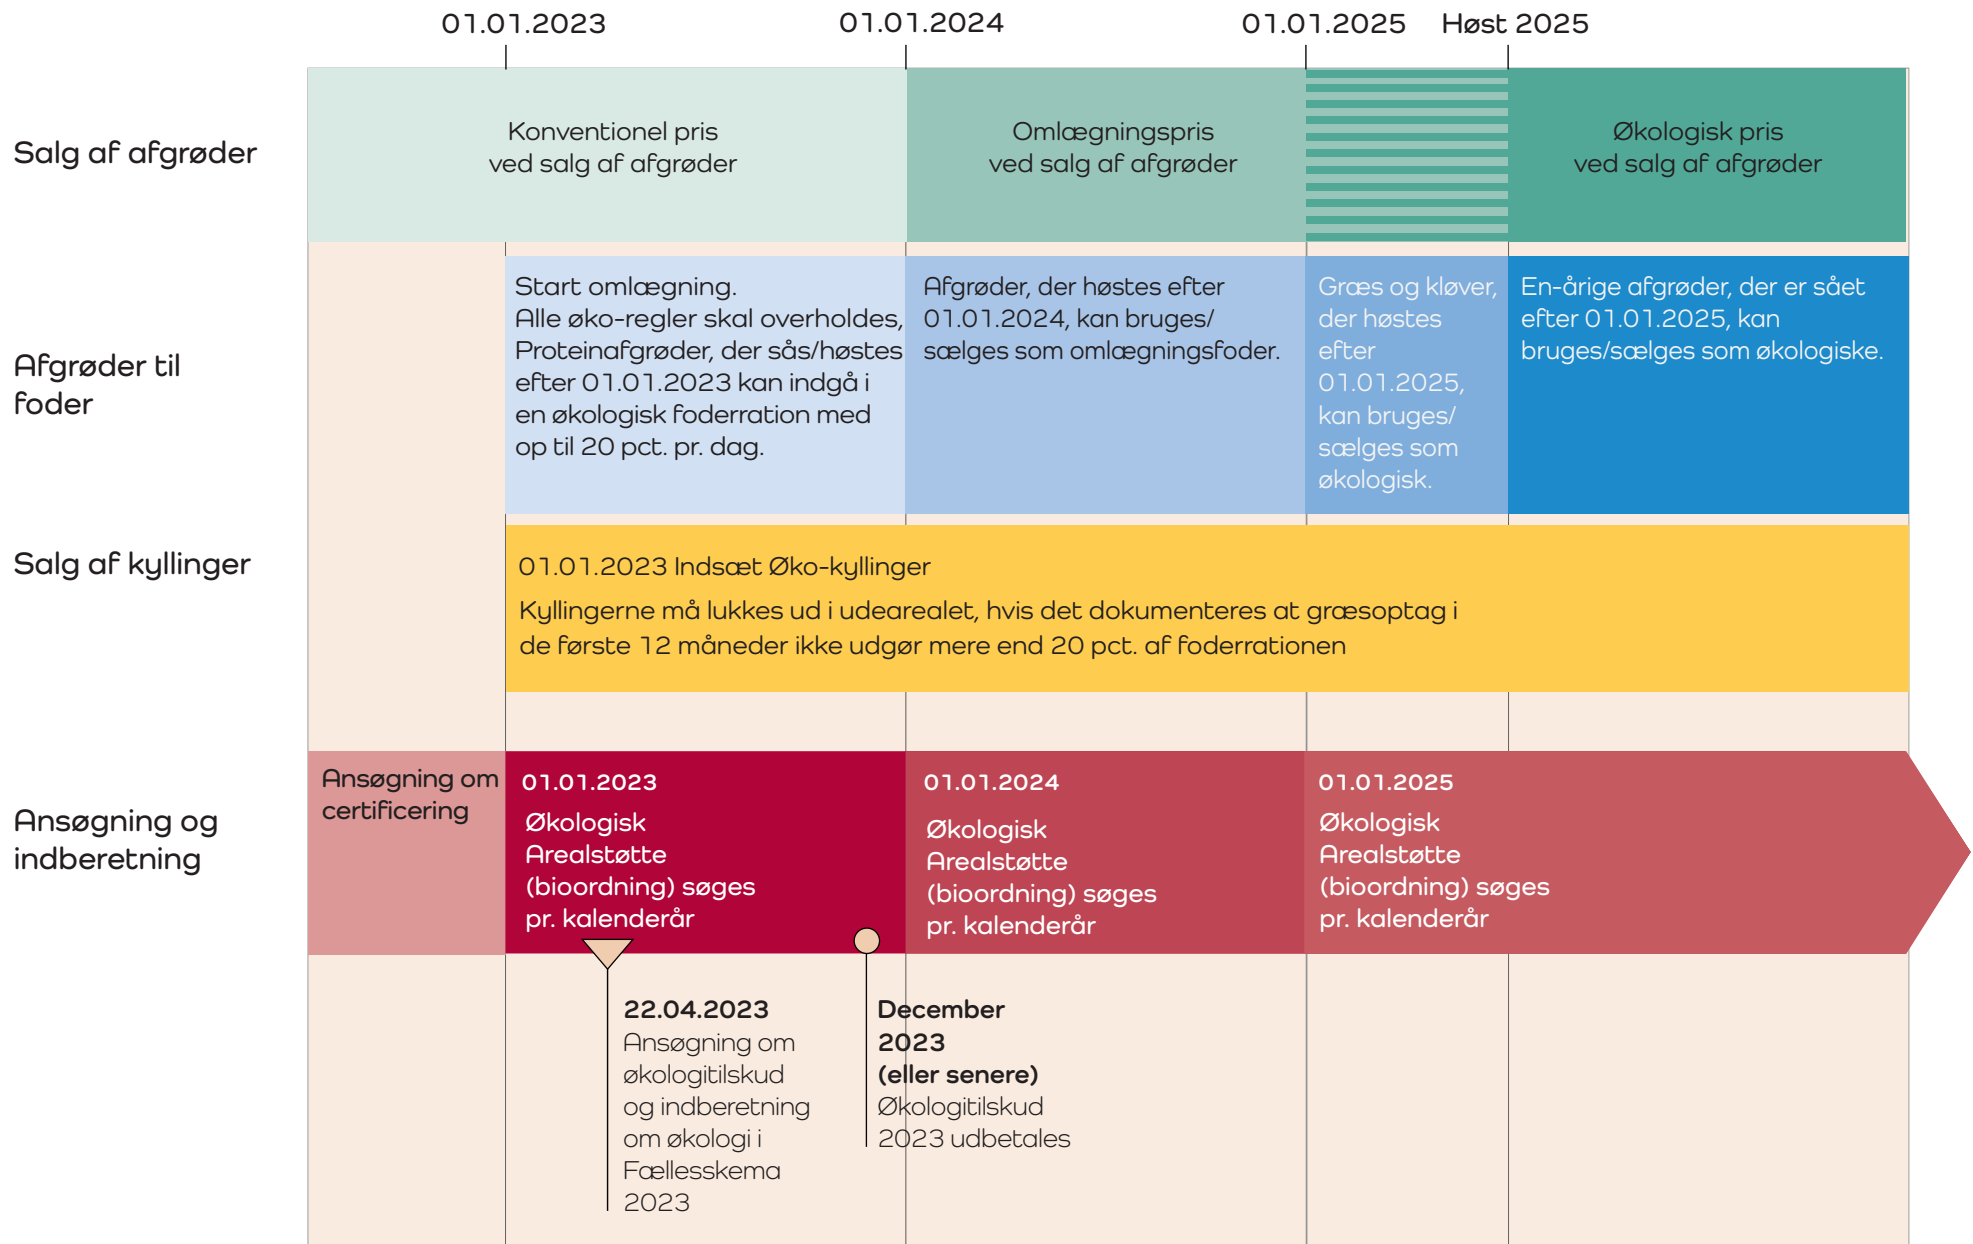 01.01.2023
01.01.2024
01.01.2025
Høst 2025
Salg af afgrøder
Konventionel pris
ved salg af afgrøder
Omlægningspris
ved salg af afgrøder
Økologisk pris
ved salg af afgrøder
Afgrøder til
foder
Start omlægning.
Alle øko-regler skal overholdes,
Proteinafgrøder, der sås/høstes
efter 01.01.2023 kan indgå i
en økologisk foderration med
op til 20 pct. pr. dag.
Afgrøder, der høstes efter
01.01.2024, kan bruges/
sælges som omlægningsfoder.
Græs og kløver,
der høstes
efter
01.01.2025,
kan bruges/
sælges som
økologisk.
En-årige afgrøder, der er sået
efter 01.01.2025, kan
bruges/sælges som økologiske.
Salg af kyllinger
01.01.2023 Indsæt Øko-kyllinger
Kyllingerne må lukkes ud i udearealet, hvis det dokumenteres at græsoptag i
de første 12 måneder ikke udgør mere end 20 pct. af foderrationen
Ansøgning og
indberetning
Ansøgning om
certificering
01.01.2023
Økologisk
Arealstøtte
(bioordning) søges
pr. kalenderår
01.01.2024
Økologisk
Arealstøtte
(bioordning) søges
pr. kalenderår
01.01.2025
Økologisk
Arealstøtte
(bioordning) søges
pr. kalenderår
22.04.2023
Ansøgning om
økologitilskud
og indberetning
om økologi i
Fællesskema
2023
December
2023
(eller senere)
Økologitilskud
2023 udbetales